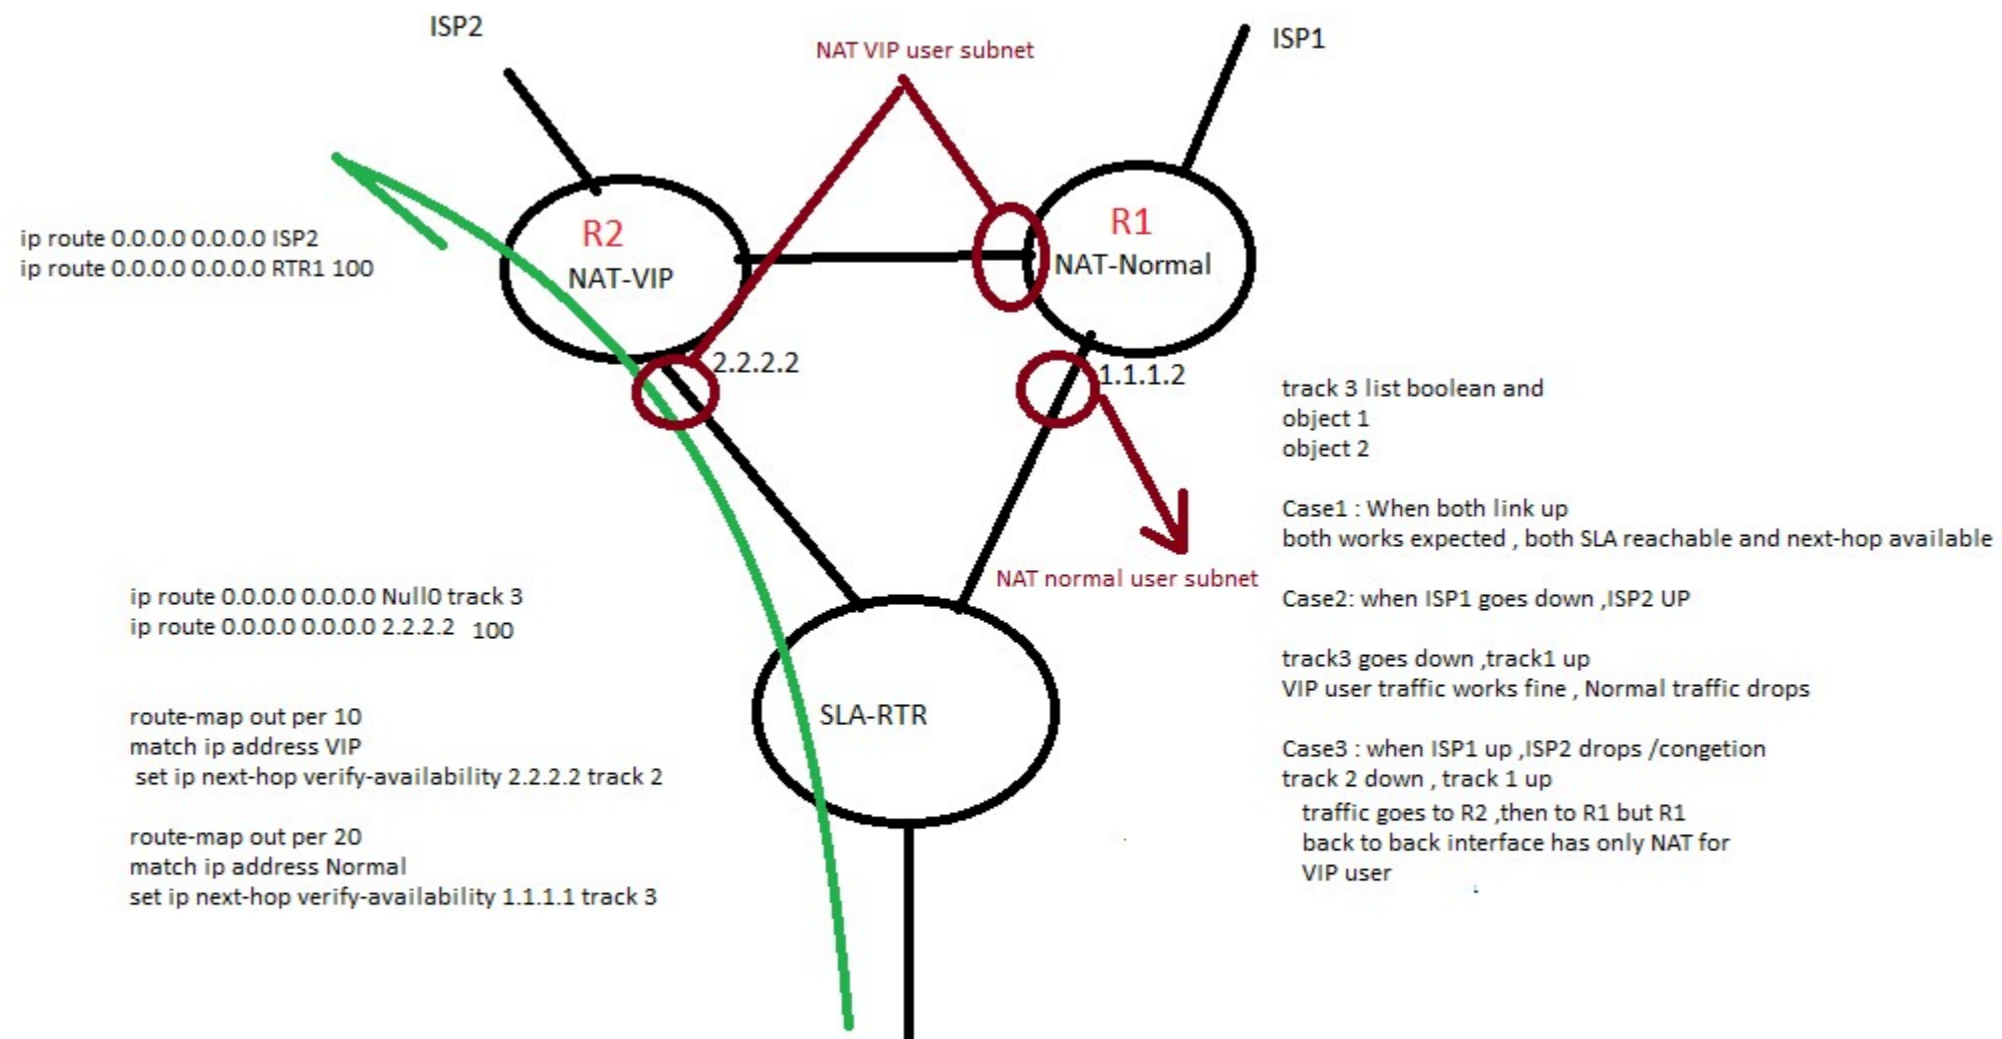 ISP2
ISP1
NAT VIP user subnet
R2
NAT-VIP
R1
NAT-Normal
ip route 0.0.0.0 0.0.0.0 ISP2
ip route 0.0.0.0 0.0.0.0 RTR1 100
2.2.2.2
1.1.1.2
NAT normal user subnet
track 3 list boolean and
object 1
object 2
Case1 : When both link up
both works expected , both SLA reachable and next-hop available
Case2: when ISP1 goes down ,ISP2 UP
track3 goes down ,track1 up
VIP user traffic works fine , Normal traffic drops
Case3 : when ISP1 up ,ISP2 drops /congetion
track 2 down , track 1 up
traffic goes to R2 ,then to R1 but R1
back to back interface has only NAT for
VIP user
ip route 0.0.0.0 0.0.0.0 Null0 track 3
ip route 0.0.0.0 0.0.0.0 2.2.2.2 100
route-map out per 10
match ip address VIP
set ip next-hop verify-availability 2.2.2.2 track 2
route-map out per 20
match ip address Normal
set ip next-hop verify-availability 1.1.1.1 track 3
SLA-RTR